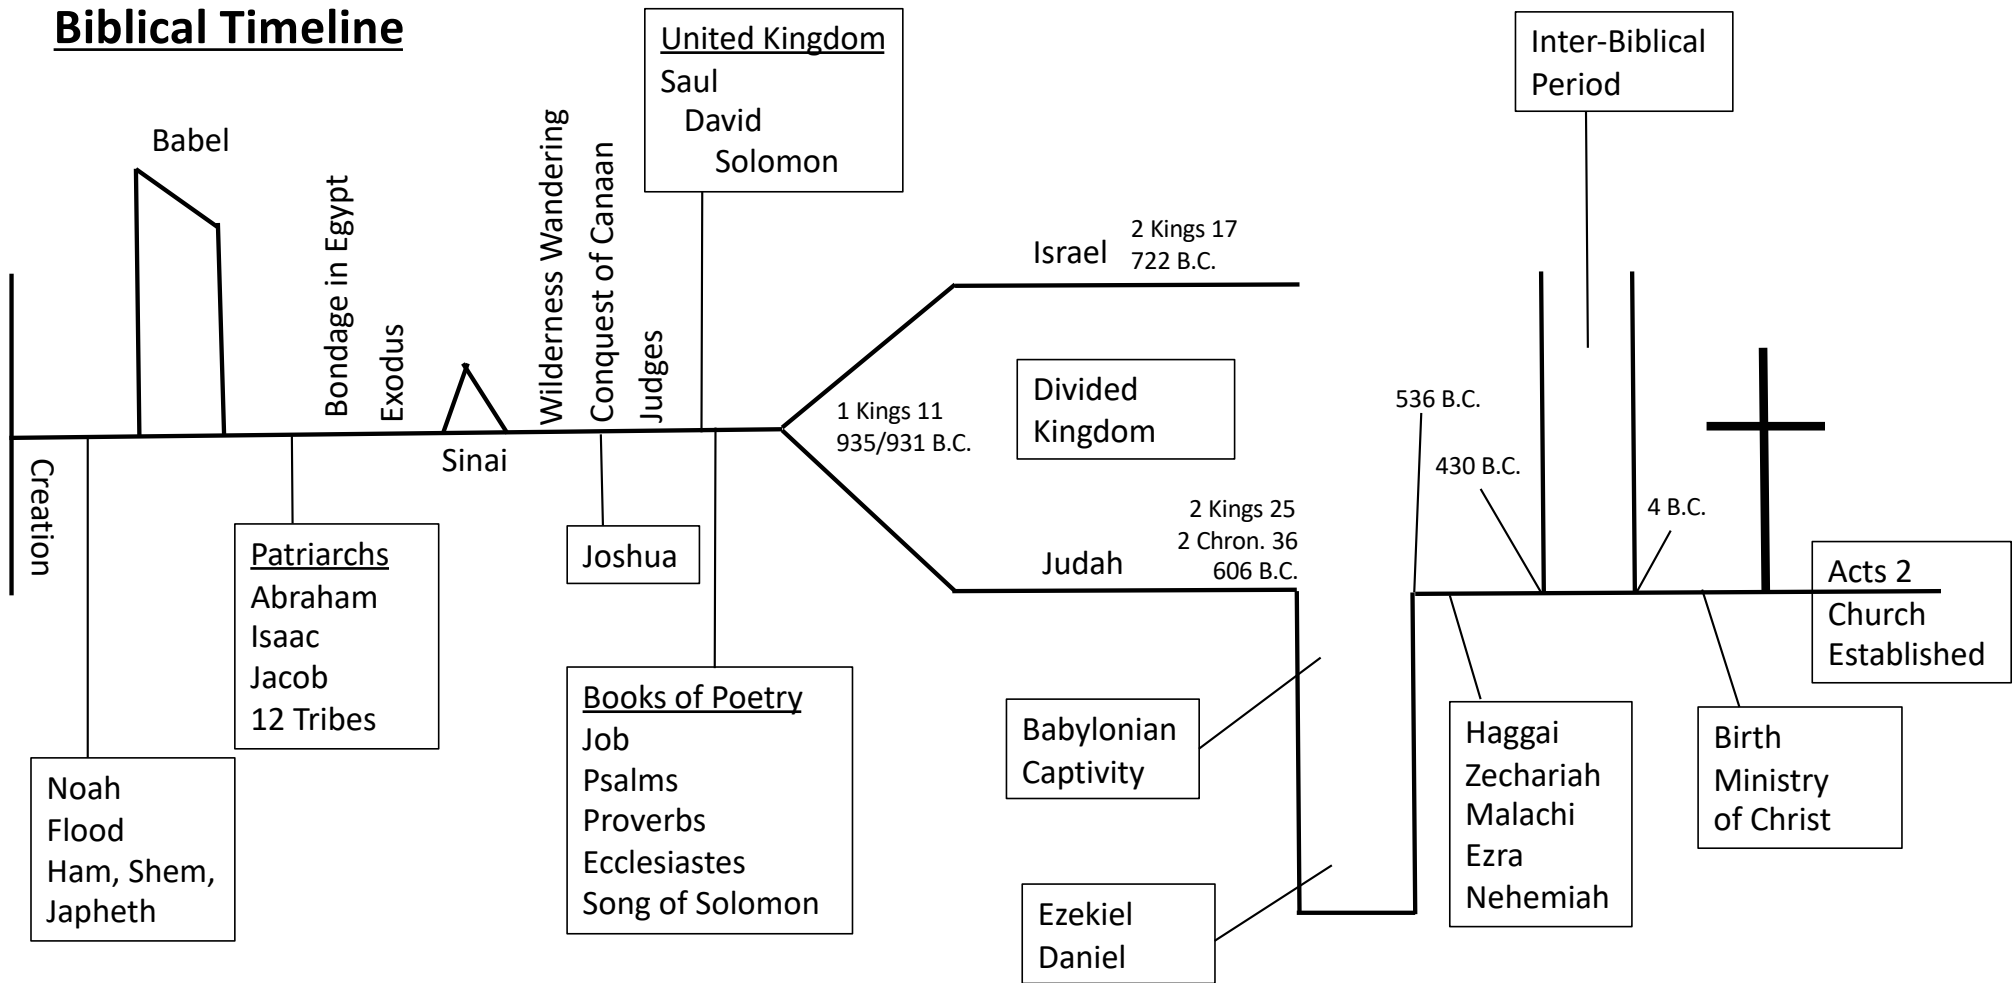 Biblical Timeline
Creation
Noah
Flood
Ham, Shem,
Japheth
Babel
Patriarchs
Abraham
Isaac
Jacob
12 Tribes
Bondage in Egypt
Exodus
Sinai
Wilderness Wandering
Conquest of Canaan
Judges
Joshua
United Kingdom
Saul
David
Solomon
Books of Poetry
Job
Psalms
Proverbs
Ecclesiastes
Song of Solomon
1 Kings 11
935/931 B.C.
Israel
2 Kings 17
722 B.C.
Divided
Kingdom
Judah
2 Kings 25
2 Chron. 36
606 B.C.
Babylonian
Captivity
Ezekiel
Daniel
536 B.C.
Haggai
Zechariah
Malachi
Ezra
Nehemiah
430 B.C.
Inter-Biblical
Period
4 B.C.
Birth
Ministry
of Christ
Acts 2
Church
Established